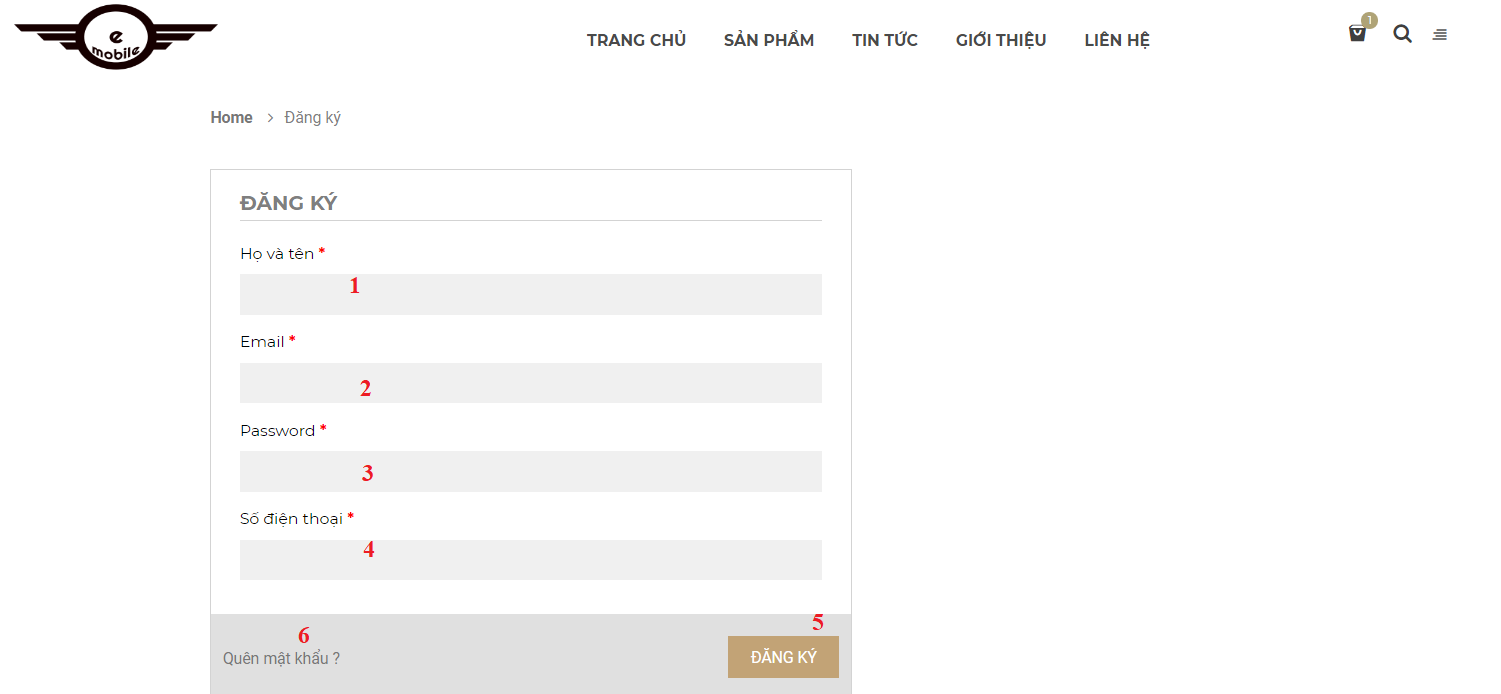 e
mobile
TRANG CHỦ SẢN PHẨM TIN TỨC GIỚI THIỆU LIÊN HỆ
1
Home > Đăng ký
ĐĂNG KÝ
Họ và tên *
1
Email *
2
Password *
3
Số điện thoại *
4
5
6
Quên mật khẩu ?
ĐĂNG KÝ